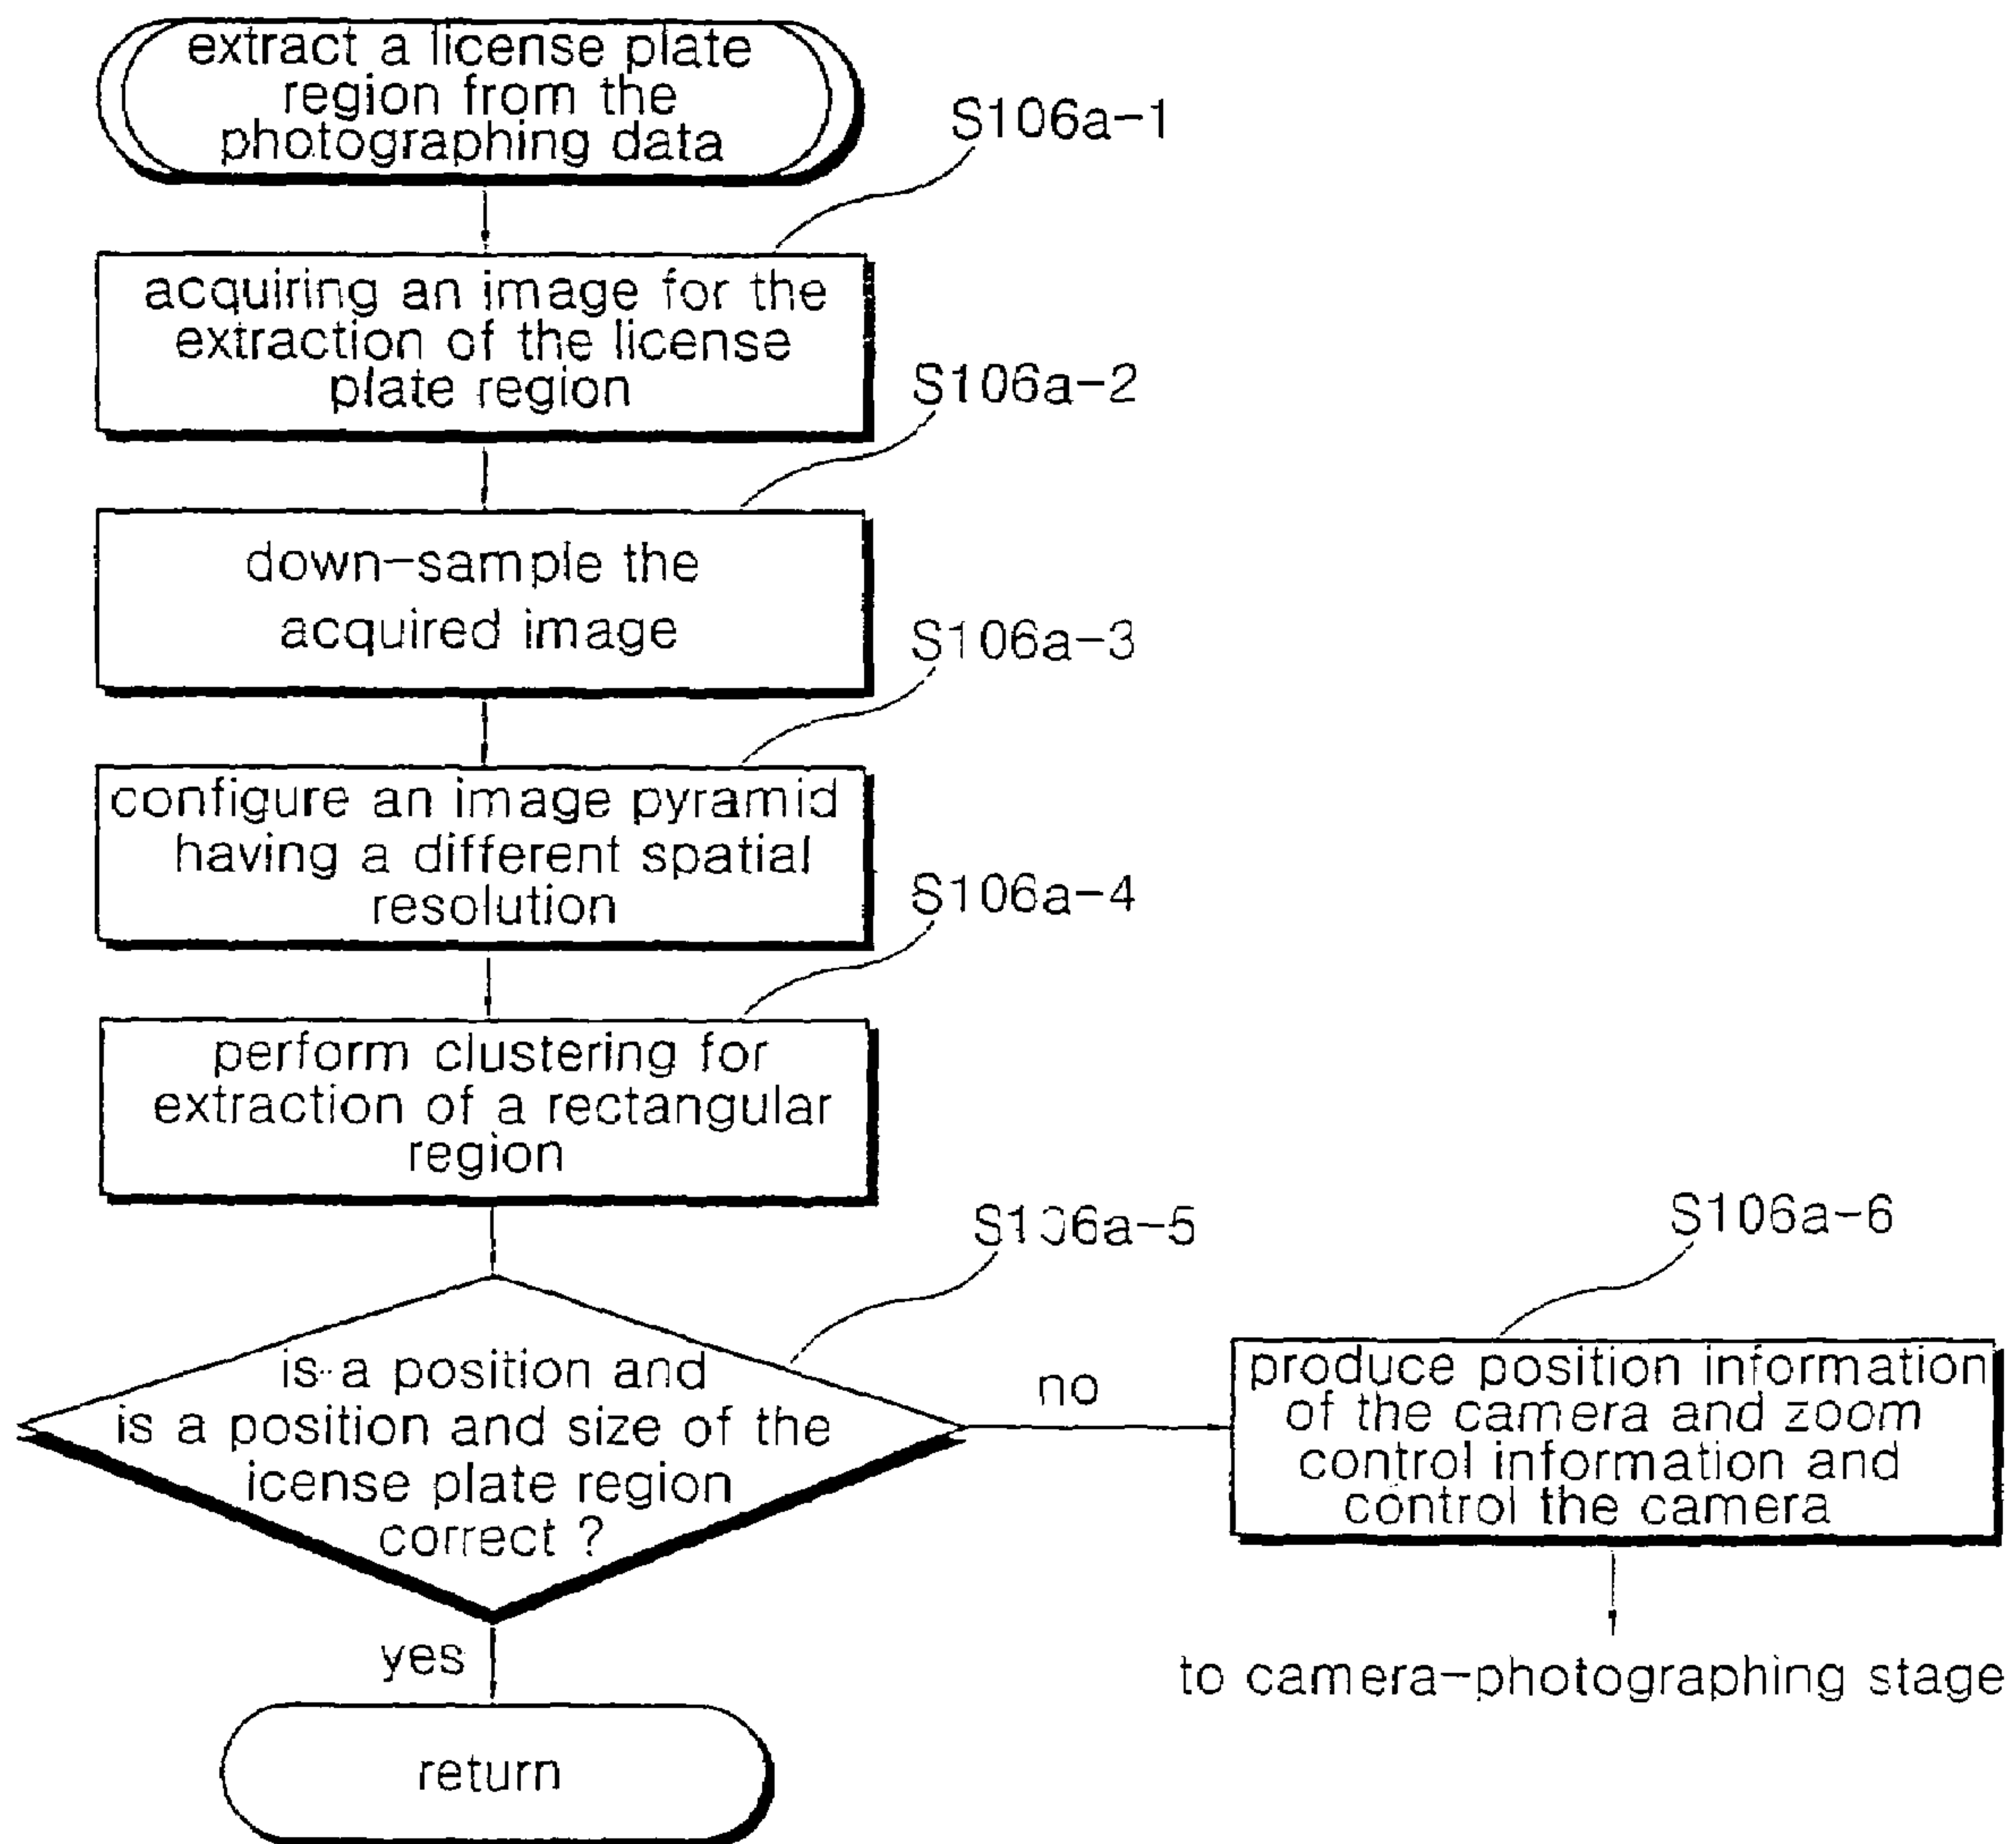 extract a license plate
region from the
photographing data
S106a-1
acquiring an image for the
extraction of the license
plate region
S106a-2
down-sample the
acquired image
S106a-3
configure an image pyramid
having a different spatial
resolution
S106a-4
perform clustering for
extraction of a rectangular
region
S106a-5
is a position and
is a position and size of the
icense plate region
correct ?
no
S106a-6
produce position information
of the camera and zoom
control information and
control the camera
to camera-photographing stage
yes
return